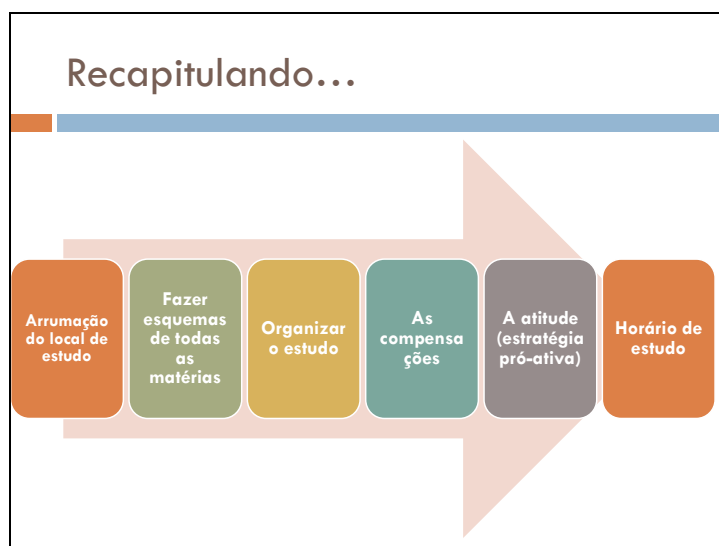 Recapitulando...
Arrumação
do local de
estudo
Fazer
esquemas
de todas
as
matérias
Organizar
o estudo
As
compensa
ções
A atitude
(estratégia
pró-ativa)
Horário de
estudo